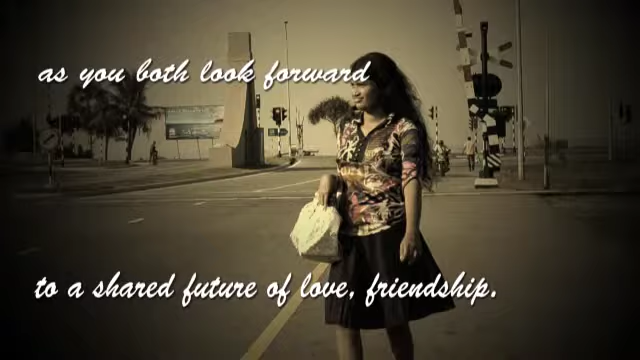 as you both look forward
to a shared future of love, friendship.